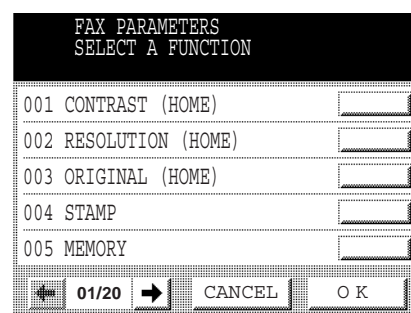 FAX PARAMETERS
SELECT A FUNCTION
001 CONTRAST (HOME)
002 RESOLUTION (HOME)
003 ORIGINAL (HOME)
004 STAMP
005 MEMORY
01/20 CANCEL OK